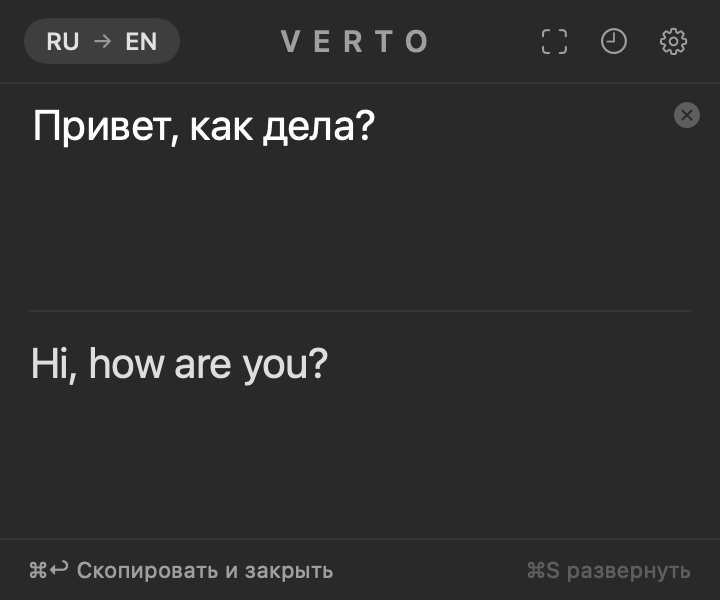 RU → EN
VERTO
Привет, как дела?
Hi, how are you?
⌘↩ Скопировать и закрыть
⌘S развернуть